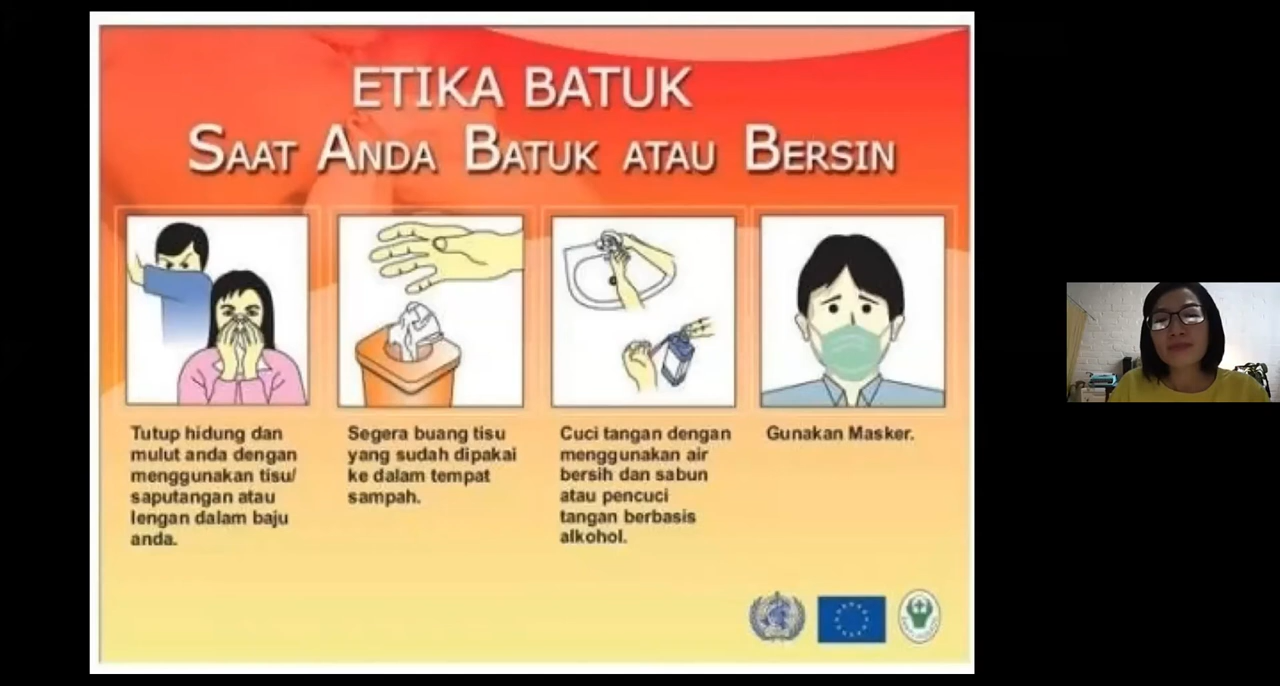 ETIKA BATUK
SAAT ANDA BATUK ATAU BERSIN
Tutup hidung dan
mulut anda dengan
menggunakan tisu/
saputangan atau
lengan dalam baju
anda.
Segera buang tisu
yang sudah dipakai
ke dalam tempat
sampah.
Cuci tangan dengan
menggunakan air
bersih dan sabun
atau pencuci
tangan berbasis
alkohol.
Gunakan Masker.